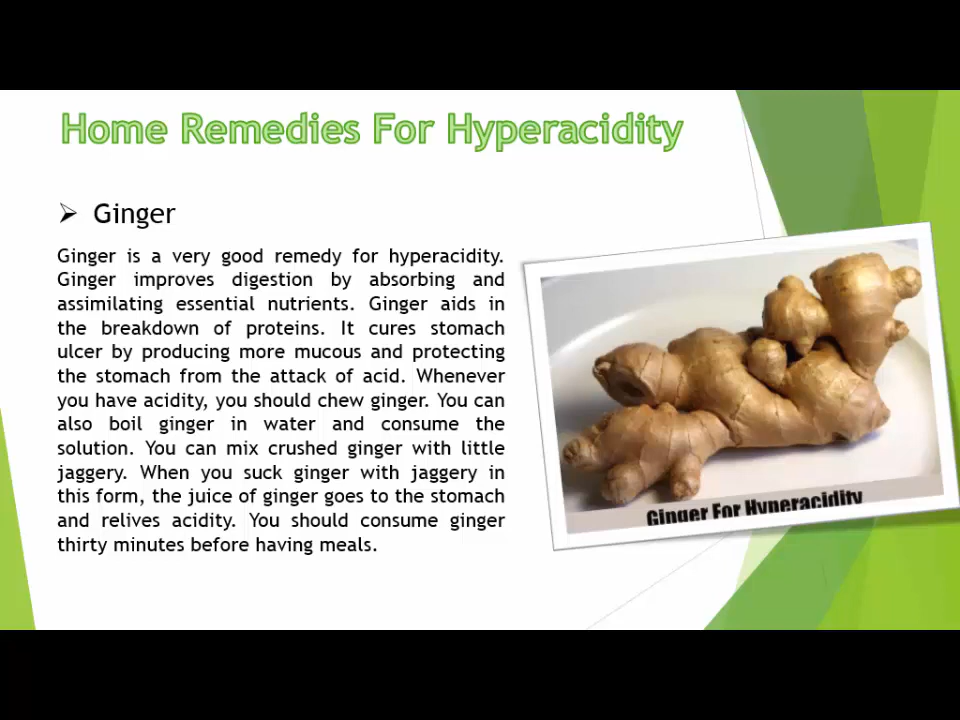 Home Remedies For Hyperacidity
Ginger
Ginger is a very good remedy for hyperacidity.
Ginger improves digestion by absorbing and
assimilating essential nutrients. Ginger aids in
the breakdown of proteins. It cures stomach
ulcer by producing more mucous and protecting
the stomach from the attack of acid. Whenever
you have acidity, you should chew ginger. You can
also boil ginger in water and consume the
solution. You can mix crushed ginger with little
jaggery. When you suck ginger with jaggery in
this form, the juice of ginger goes to the stomach
and relives acidity. You should consume ginger
thirty minutes before having meals.
Ginger For Hyperacidity